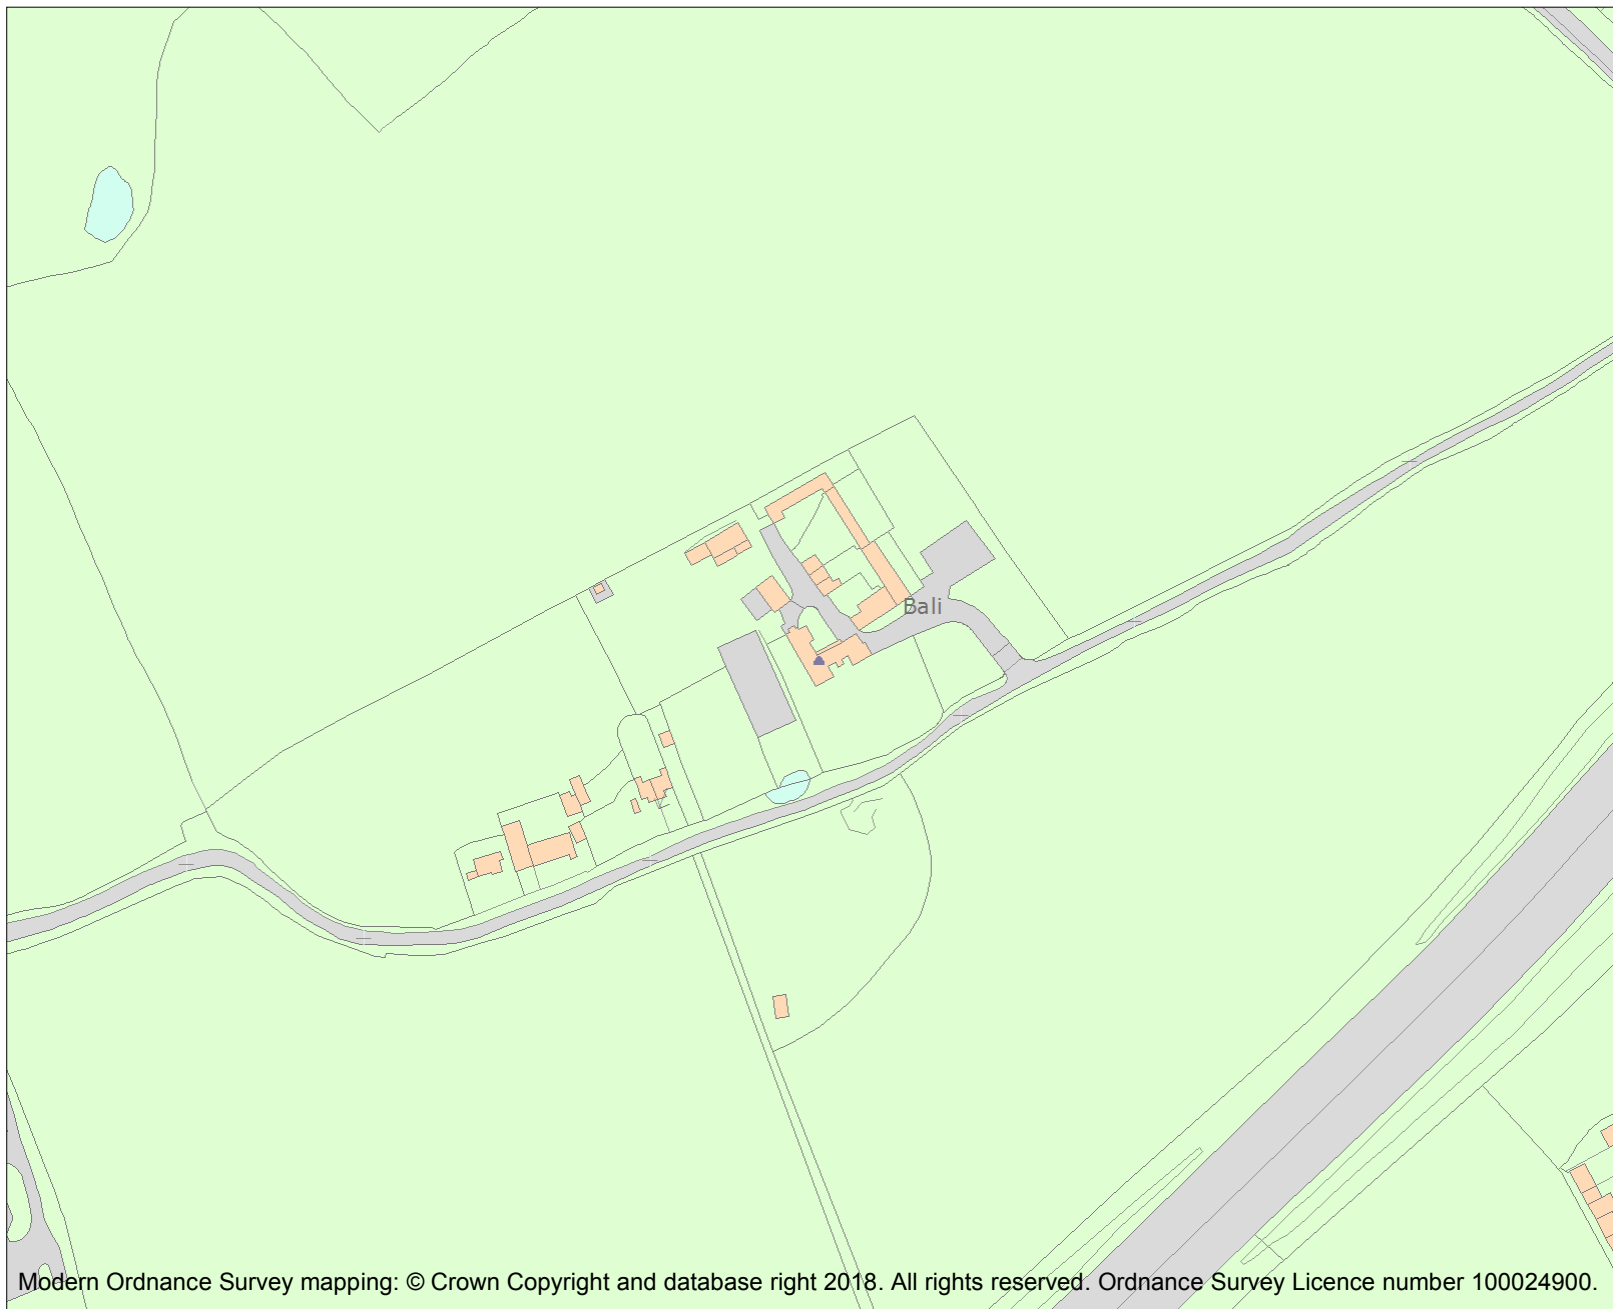 Bali
Modern Ordnance Survey mapping: © Crown Copyright and database right 2018. All rights reserved. Ordnance Survey Licence number 100024900.